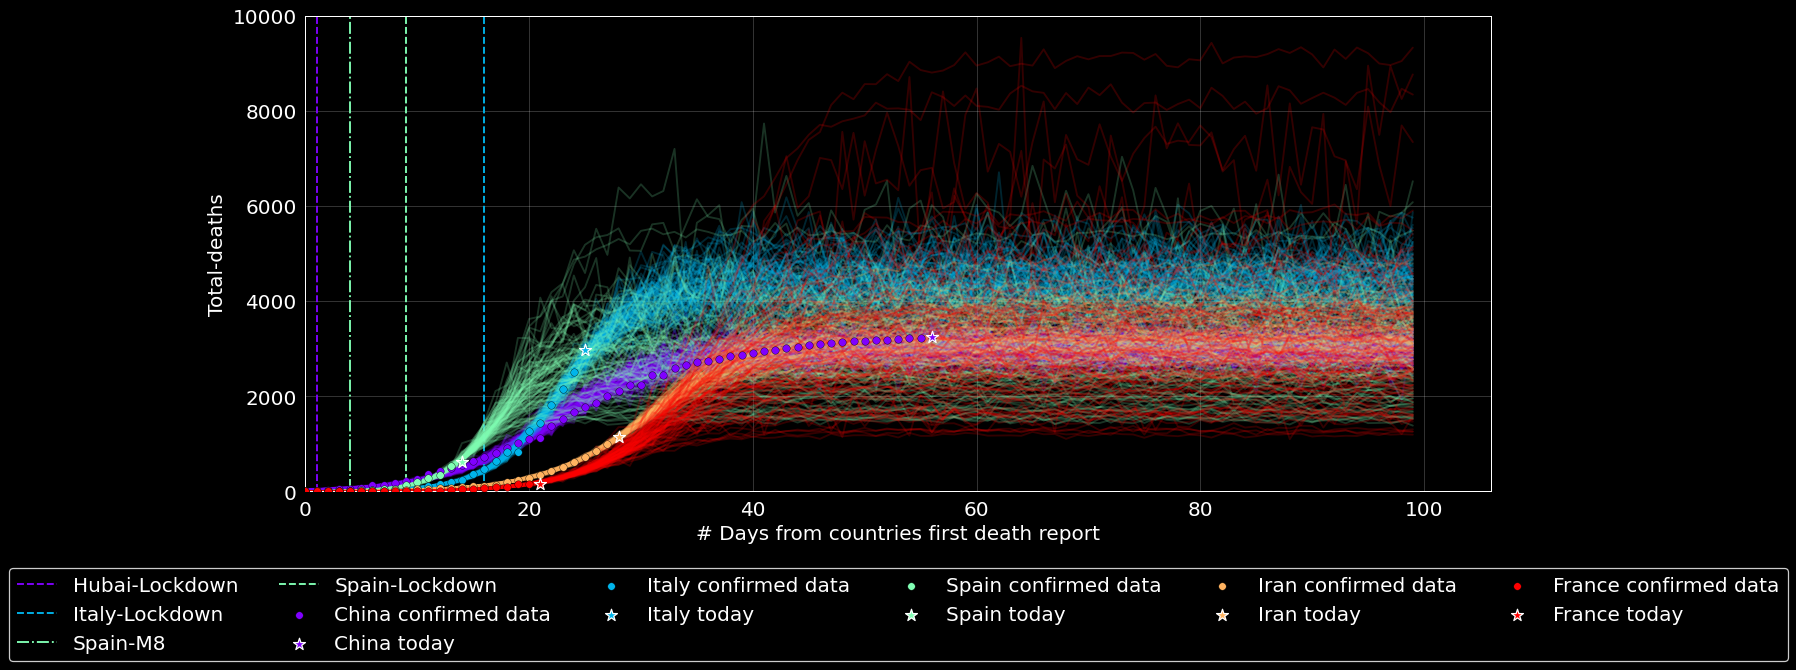 10000
8000
6000
4000
2000
0
Total-deaths
0 20 40 60 80 100
# Days from countries first death report
Hubai-Lockdown Spain-Lockdown Italy confirmed data Spain confirmed data Iran confirmed data France confirmed data
Italy-Lockdown China confirmed data Italy today Spain today Iran today France today
Spain-M8 China today